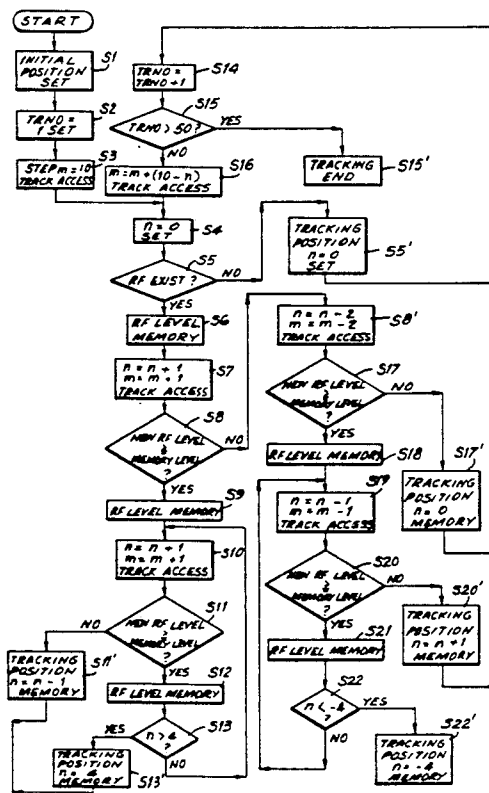 START
INITIAL
POSITION
SET
S1
TRNO =
1 SET
S2
STEP m = 10
TRACK ACCESS
S3
TRNO =
TRNO + 1
S14
TRNO > 50 ?
S15
YES
NO
TRACKING
END
S15'
m = m + (10 - n)
TRACK ACCESS
S16
n = 0
SET
S4
RF EXIST ?
S5
NO
YES
TRACKING
POSITION
n = 0
SET
S5'
RF LEVEL
MEMORY
S6
n = n + 1
m = m + 1
TRACK ACCESS
S7
NEW RF LEVEL
MEMORY LEVEL
?
S8
NO
YES
RF LEVEL MEMORY
S9
n = n + 1
m = m + 1
TRACK ACCESS
S10
NEW RF LEVEL
MEMORY LEVEL
?
S11
NO
YES
TRACKING
POSITION
n = n - 1
MEMORY
S11'
RF LEVEL MEMORY
S12
n > 4
?
S13
YES
NO
TRACKING
POSITION
n = 4
MEMORY
S13'
n = n - 2
m = m - 2
TRACK ACCESS
S8'
NEW RF LEVEL
MEMORY LEVEL
?
S17
NO
YES
TRACKING
POSITION
n = 0
MEMORY
S17'
RF LEVEL MEMORY
S18
n = n - 1
m = m - 1
TRACK ACCESS
S19
NEW RF LEVEL
MEMORY LEVEL
?
S20
NO
YES
TRACKING
POSITION
n = n + 1
MEMORY
S20'
RF LEVEL MEMORY
S21
n < -4
?
S22
YES
NO
TRACKING
POSITION
n = -4
MEMORY
S22'